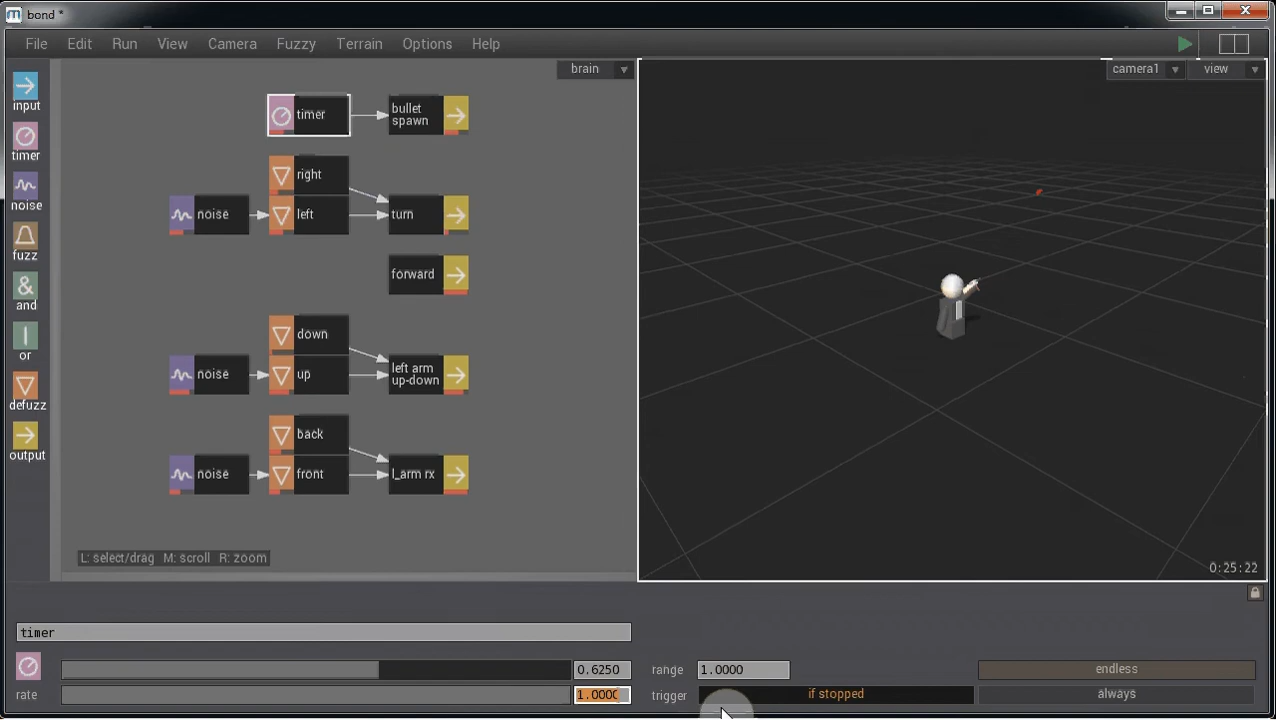 bond *
File Edit Run View Camera Fuzzy Terrain Options Help
brain
camera1
view
input
timer
noise
fuzz
and
or
defuzz
output
timer
bullet
spawn
right
noise
left
turn
forward
down
noise
up
left arm
up-down
back
noise
front
l_arm rx
L: select/drag M: scroll R: zoom
0:25:22
timer
0.6250
range
1.0000
endless
rate
1.0000
trigger
if stopped
always